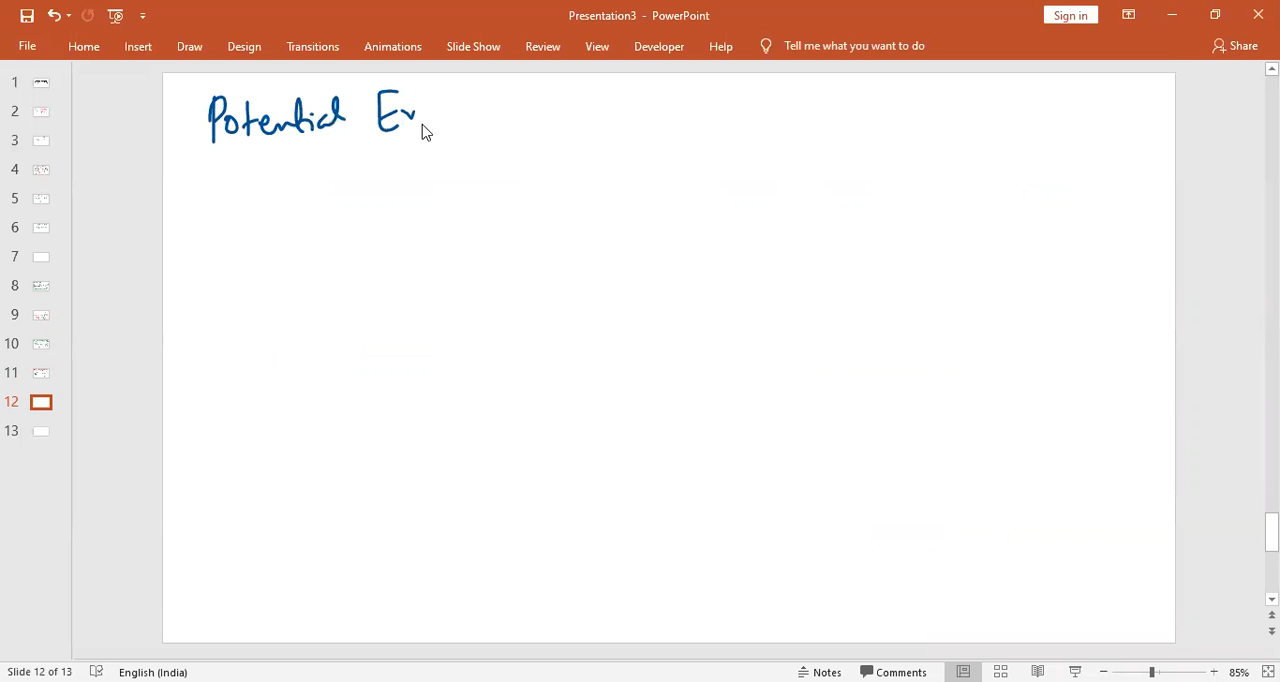 Presentation3 - PowerPoint
Sign in
File Home Insert Draw Design Transitions Animations Slide Show Review View Developer Help Tell me what you want to do Share
1
2
3
4
5
6
7
8
9
10
11
12
13
Potential
Slide 12 of 13 English (India) Notes Comments 85%